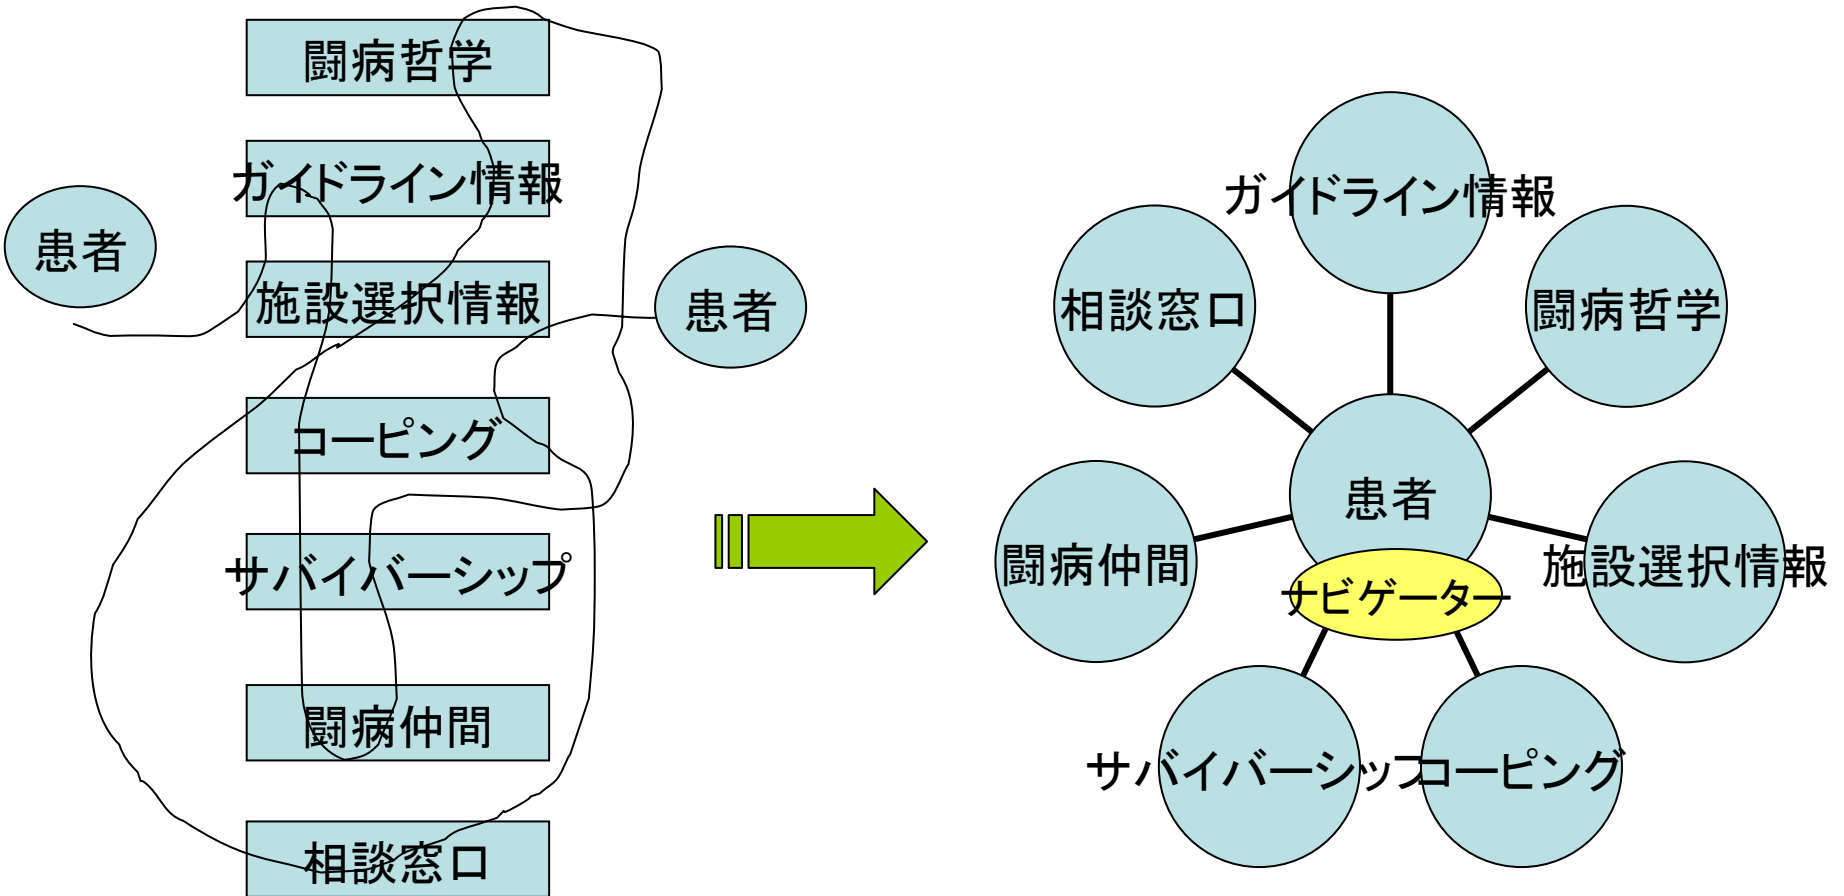 闘病哲学
ガイドライン情報
患者
施設選択情報
患者
コーピング
サバイバーシップ
闘病仲間
相談窓口
ガイドライン情報
相談窓口
闘病哲学
患者
闘病仲間
施設選択情報
ナビゲーター
サバイバーシップ
コーピング